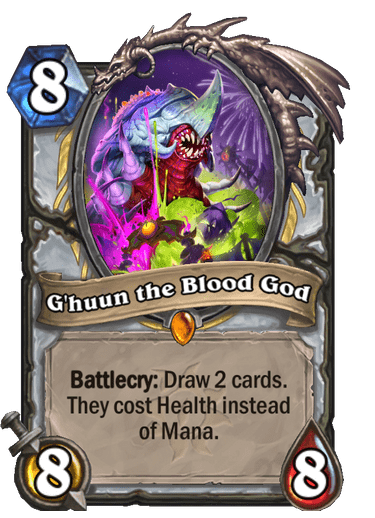 8
G'huun the Blood God
Battlecry: Draw 2 cards.
They cost Health instead
of Mana.
8
8